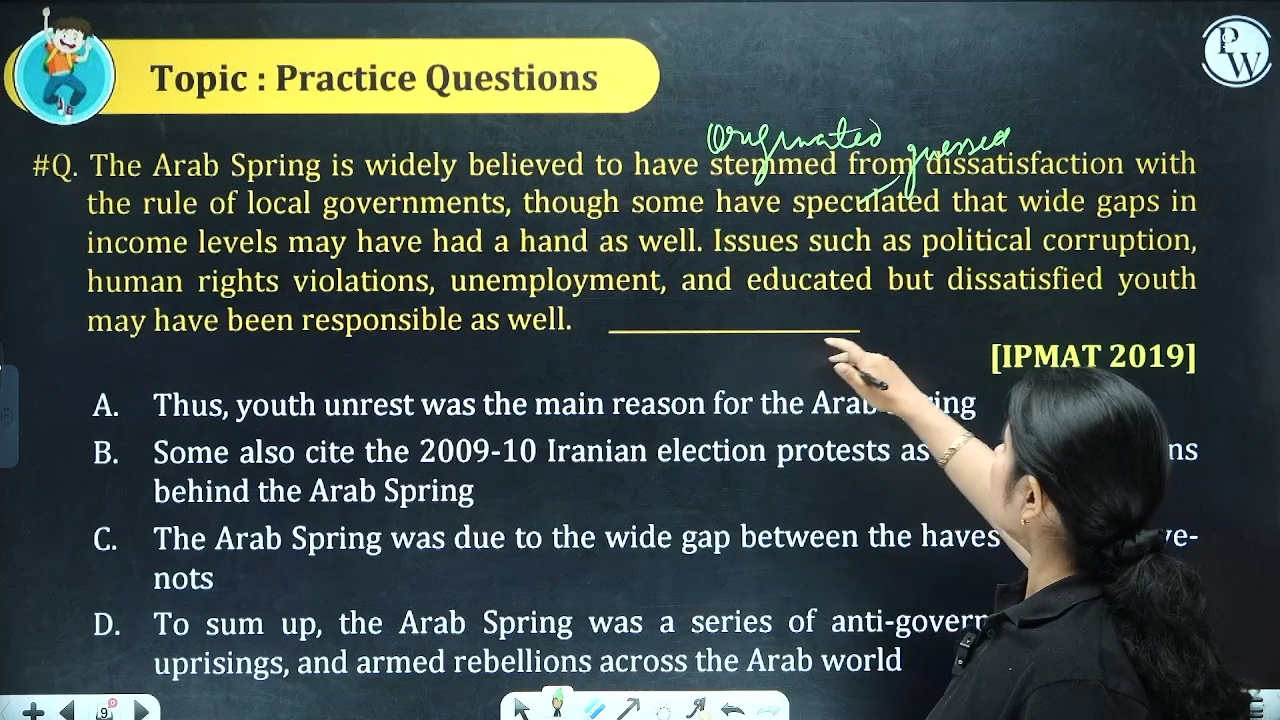 Topic : Practice Questions
PW
Originated guessed
#Q. The Arab Spring is widely believed to have stemmed from dissatisfaction with
the rule of local governments, though some have speculated that wide gaps in
income levels may have had a hand as well. Issues such as political corruption,
human rights violations, unemployment, and educated but dissatisfied youth
may have been responsible as well.
[IPMAT 2019]
A. Thus, youth unrest was the main reason for the Arab
B. Some also cite the 2009-10 Iranian election protests as
behind the Arab Spring
C. The Arab Spring was due to the wide gap between the haves
nots
D. To sum up, the Arab Spring was a series of
uprisings, and armed rebellions across the Arab world
9